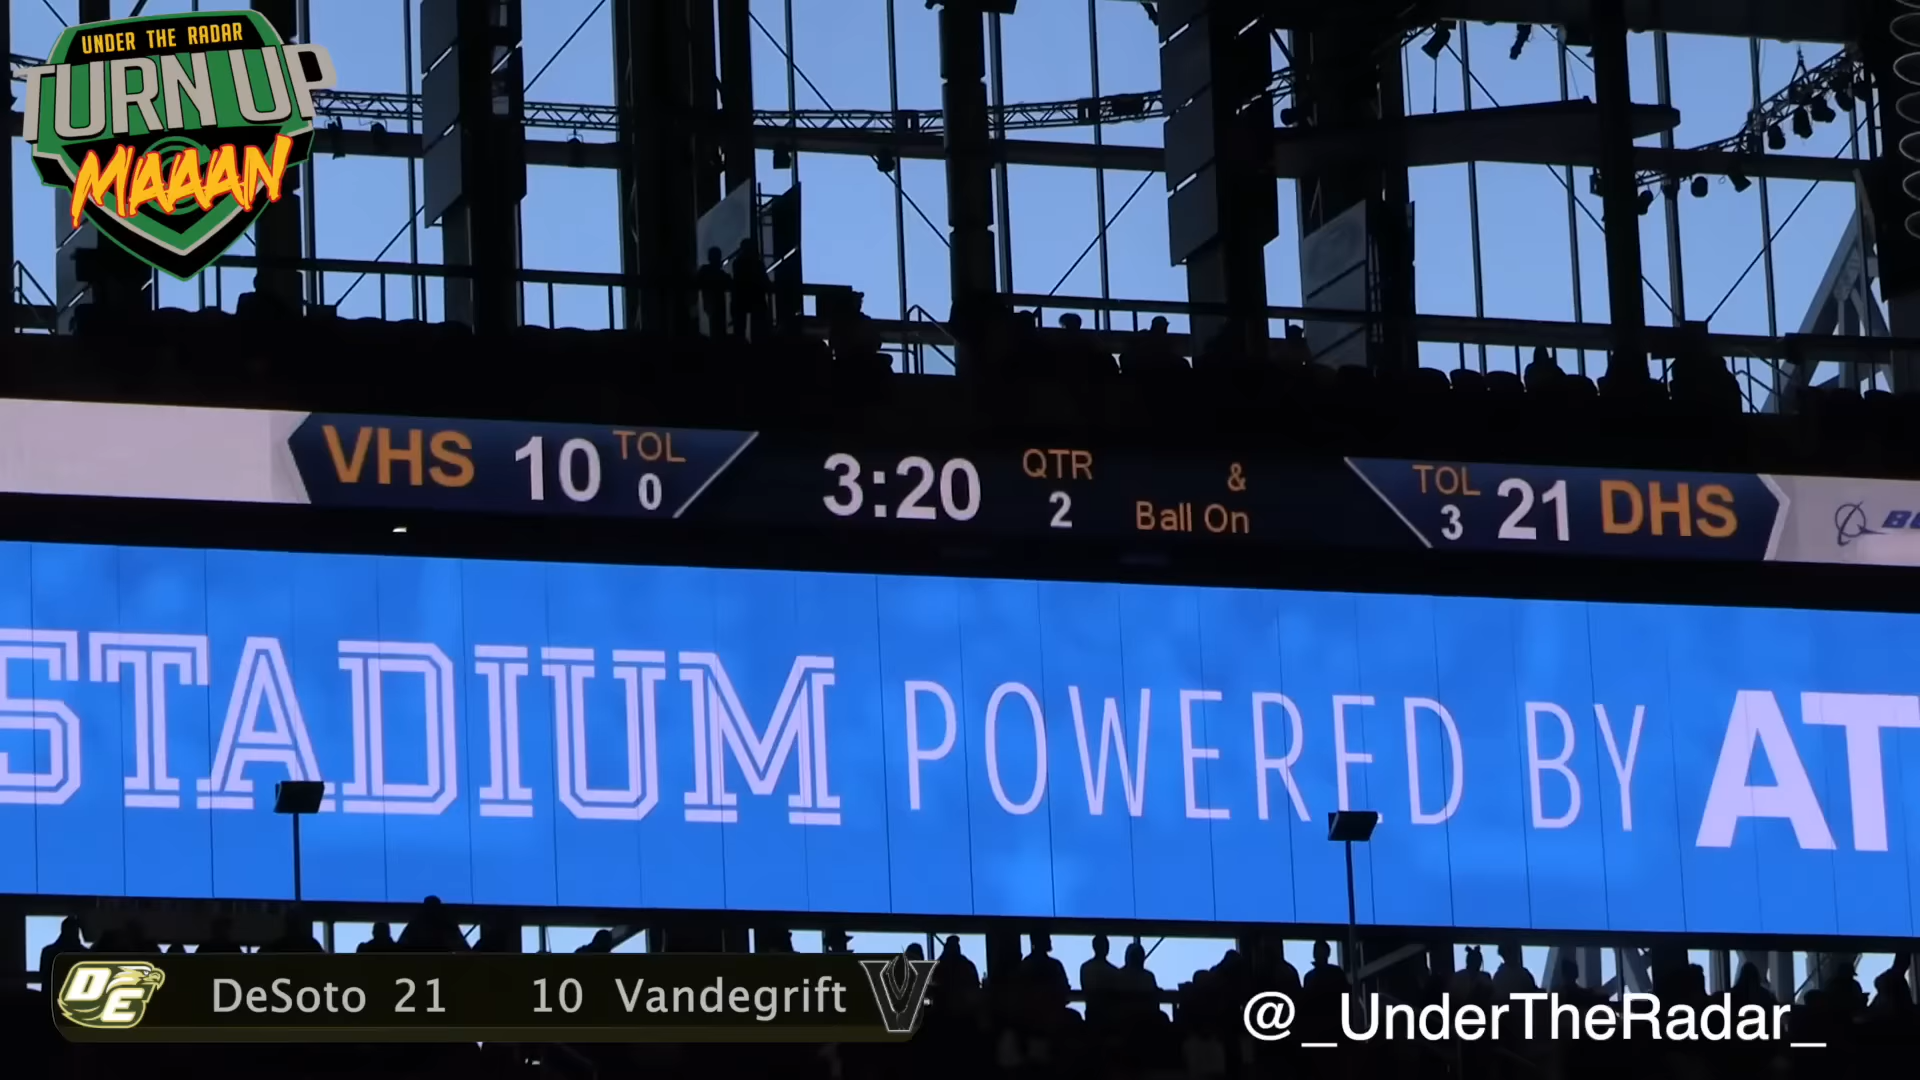 UNDER THE RADAR
TURN UP
MAAAN
VHS 10 TOL 0 3:20 QTR 2 & Ball On TOL 3 21 DHS
STADIUM POWERED BY AT
DE DeSoto 21 10 Vandegrift V
@_UnderTheRadar_